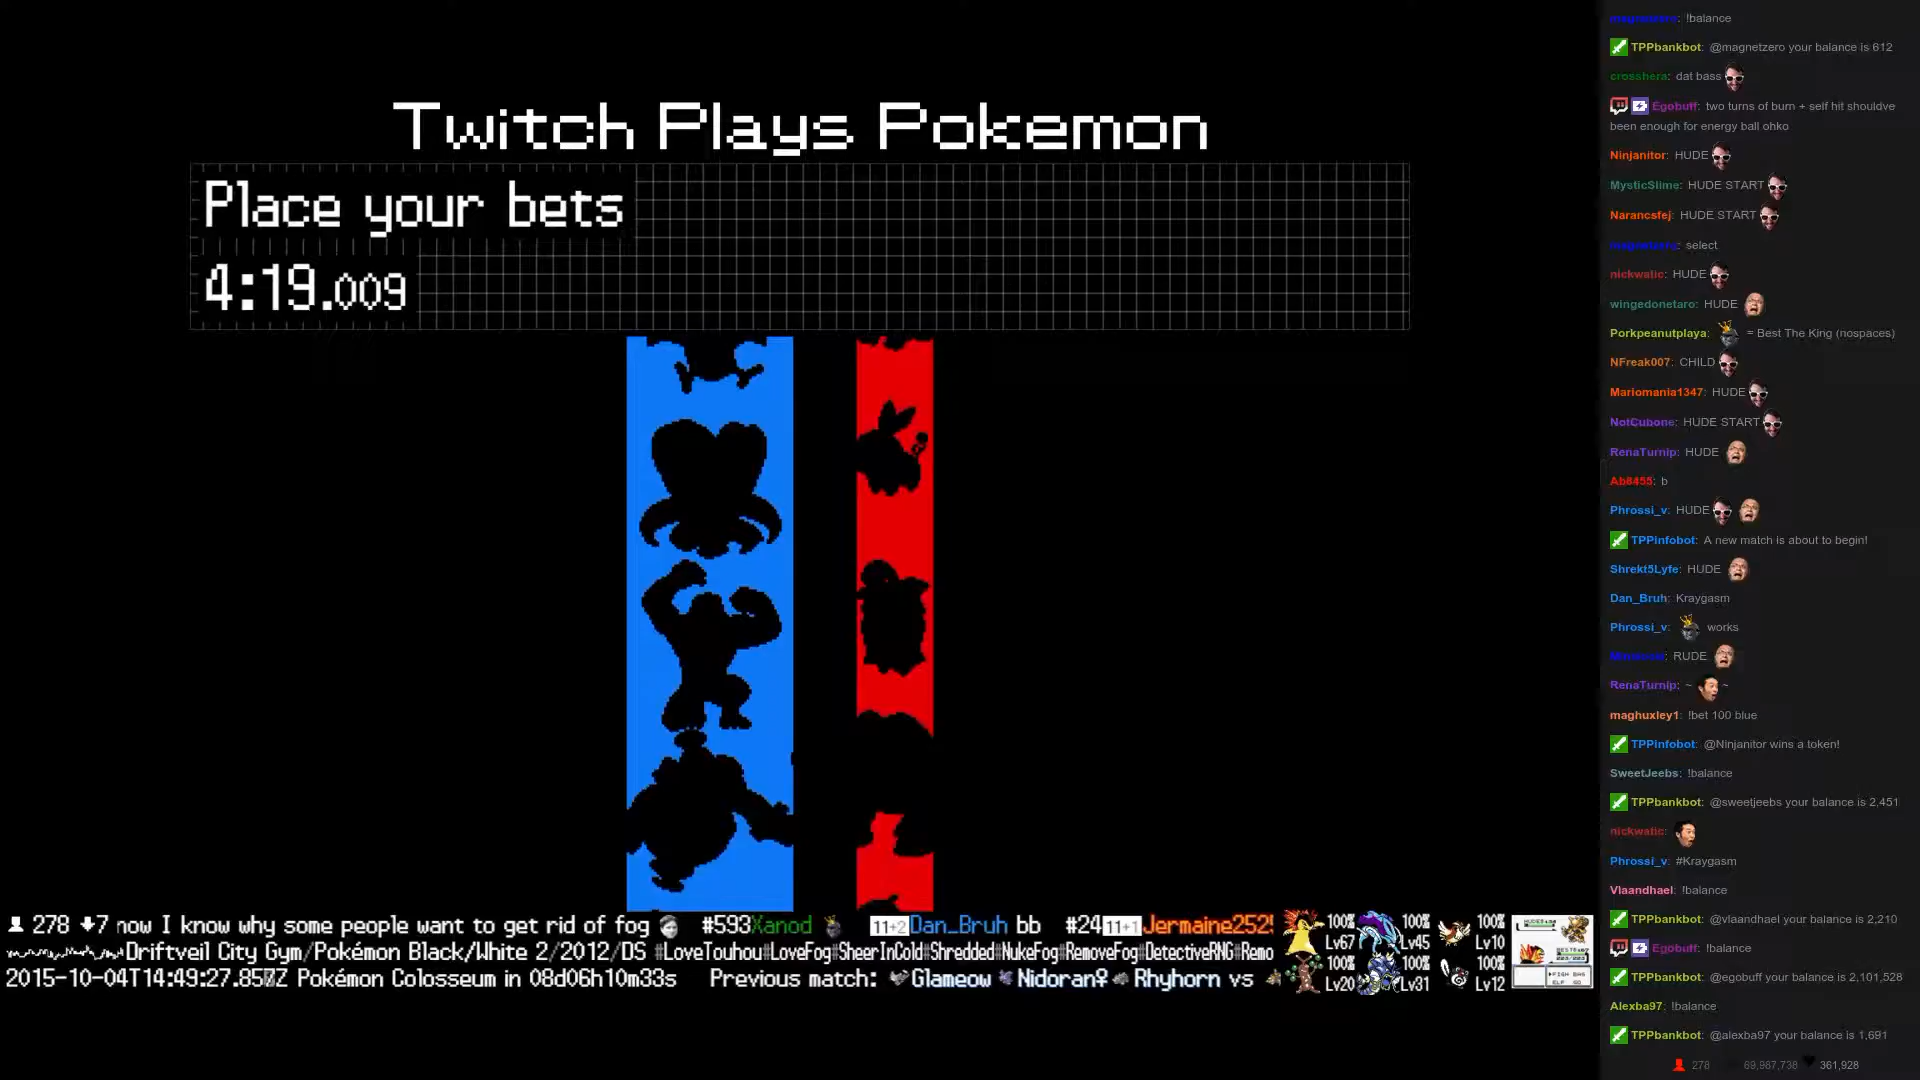 Twitch Plays Pokemon
Place your bets
4:19.009
278 7 now I know why some people want to get rid of fog #593 Xanod 11+2 Dan_Bruh bb #24 11+1 Jermaine252
Driftveil City Gym/Pokémon Black/White 2/2012/DS #LoveTouhou#LoveFog#SheerInCold#Shredded#NukeFog#RemoveFog#DetectiveRNG#Remo
2015-10-04T14:49:27.850Z Pokémon Colosseum in 08d06h10m33s Previous match: Glameow Nidoran♀ Rhyhorn vs
100% Lv67 100% Lv45 100% Lv10
100% Lv20 100% Lv31 100% Lv12
!balance
TPPbankbot: @magnetzero your balance is 612
crosshera: dat bass
Egobuff: two turns of burn + self hit shouldve
been enough for energy ball ohko
Ninjanitor: HUDE
MysticSlime: HUDE START
Narancsfej: HUDE START
magnetzero: select
nickwatic: HUDE
wingedonetaro: HUDE
Porkpeanutplaya: = Best The King (nospaces)
NFreak007: CHILD
Mariomania1347: HUDE
NotCubone: HUDE START
RenaTurnip: HUDE
Ab8455: b
Phrossi_v: HUDE
TPPinfobot: A new match is about to begin!
Shrekt5Lyfe: HUDE
Dan_Bruh: Kraygasm
Phrossi_v: works
RUDE
RenaTurnip: ~ ~
maghuxley1: !bet 100 blue
TPPinfobot: @Ninjanitor wins a token!
SweetJeebs: !balance
TPPbankbot: @sweetjeebs your balance is 2,451
nickwatic:
Phrossi_v: #Kraygasm
Vlaandhael: !balance
TPPbankbot: @vlaandhael your balance is 2,210
Egobuff: !balance
TPPbankbot: @egobuff your balance is 2,101,528
Alexba97: !balance
TPPbankbot: @alexba97 your balance is 1,691
278 69,987,738 361,928